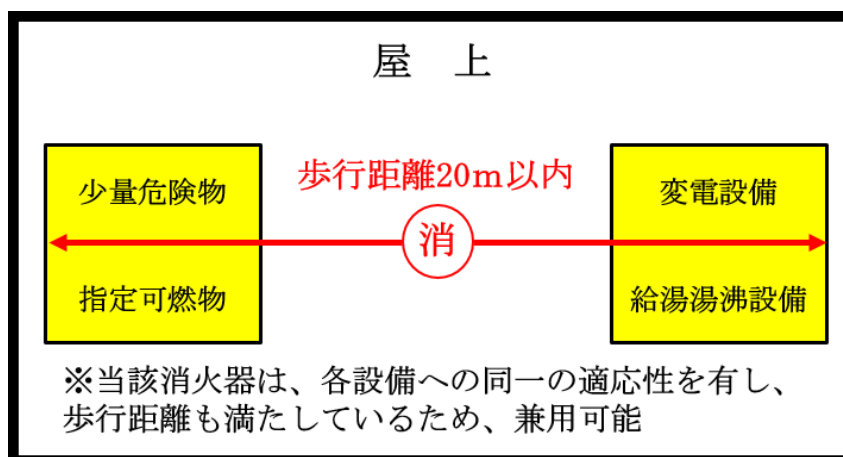 屋　上
少量危険物
指定可燃物
歩行距離20m以内
消
変電設備
給湯湯沸設備
※当該消火器は、各設備への同一の適応性を有し、
歩行距離も満たしているため、兼用可能